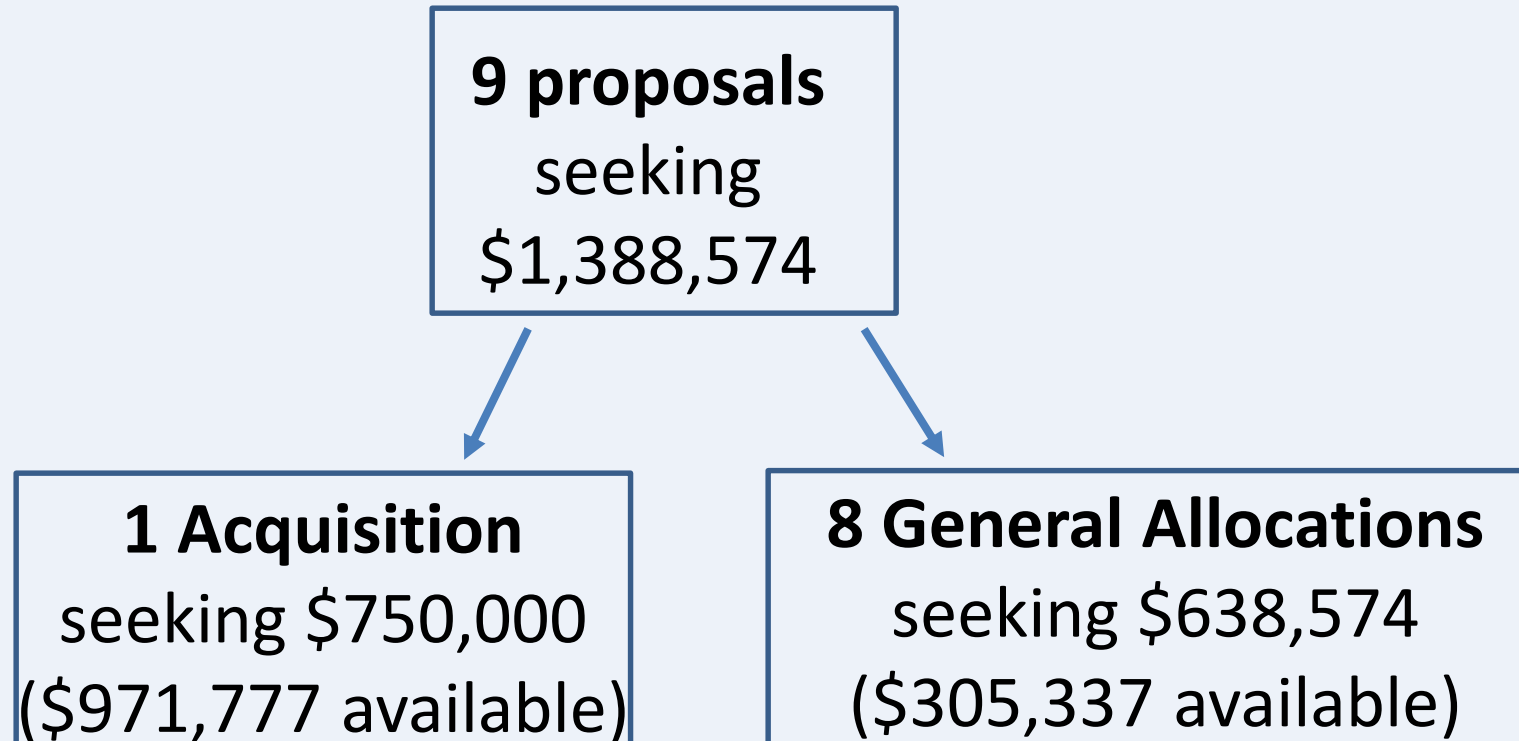 9 proposals
seeking
$1,388,574
1 Acquisition
seeking $750,000
($971,777 available)
8 General Allocations
seeking $638,574
($305,337 available)